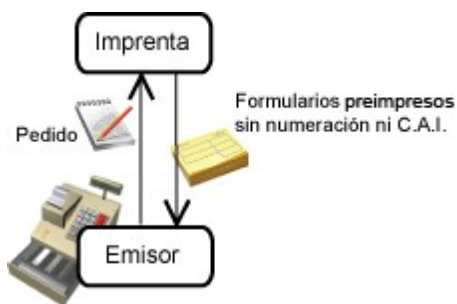 Imprenta
Pedido
Formularios preimpresos
sin numeración ni C.A.I.
Emisor